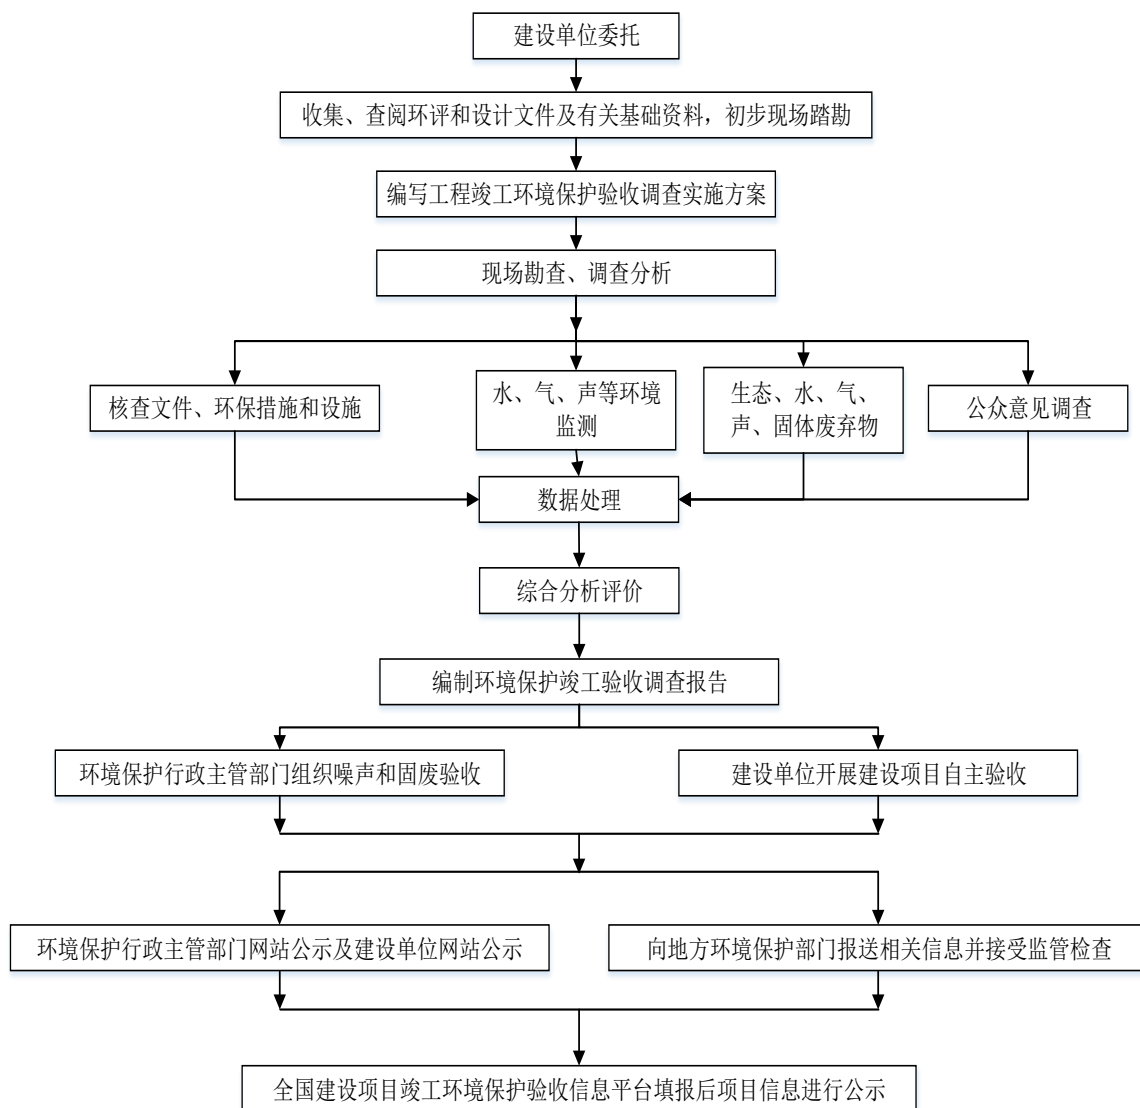 建设单位委托
收集、查阅环评和设计文件及有关基础资料，初步现场踏勘
编写工程竣工环境保护验收调查实施方案
现场勘查、调查分析
核查文件、环保措施和设施
水、气、声等环境
监测
生态、水、气、
声、固体废弃物
公众意见调查
数据处理
综合分析评价
编制环境保护竣工验收调查报告
环境保护行政主管部门组织噪声和固废验收
建设单位开展建设项目自主验收
环境保护行政主管部门网站公示及建设单位网站公示
向地方环境保护部门报送相关信息并接受监管检查
全国建设项目竣工环境保护验收信息平台填报后项目信息进行公示